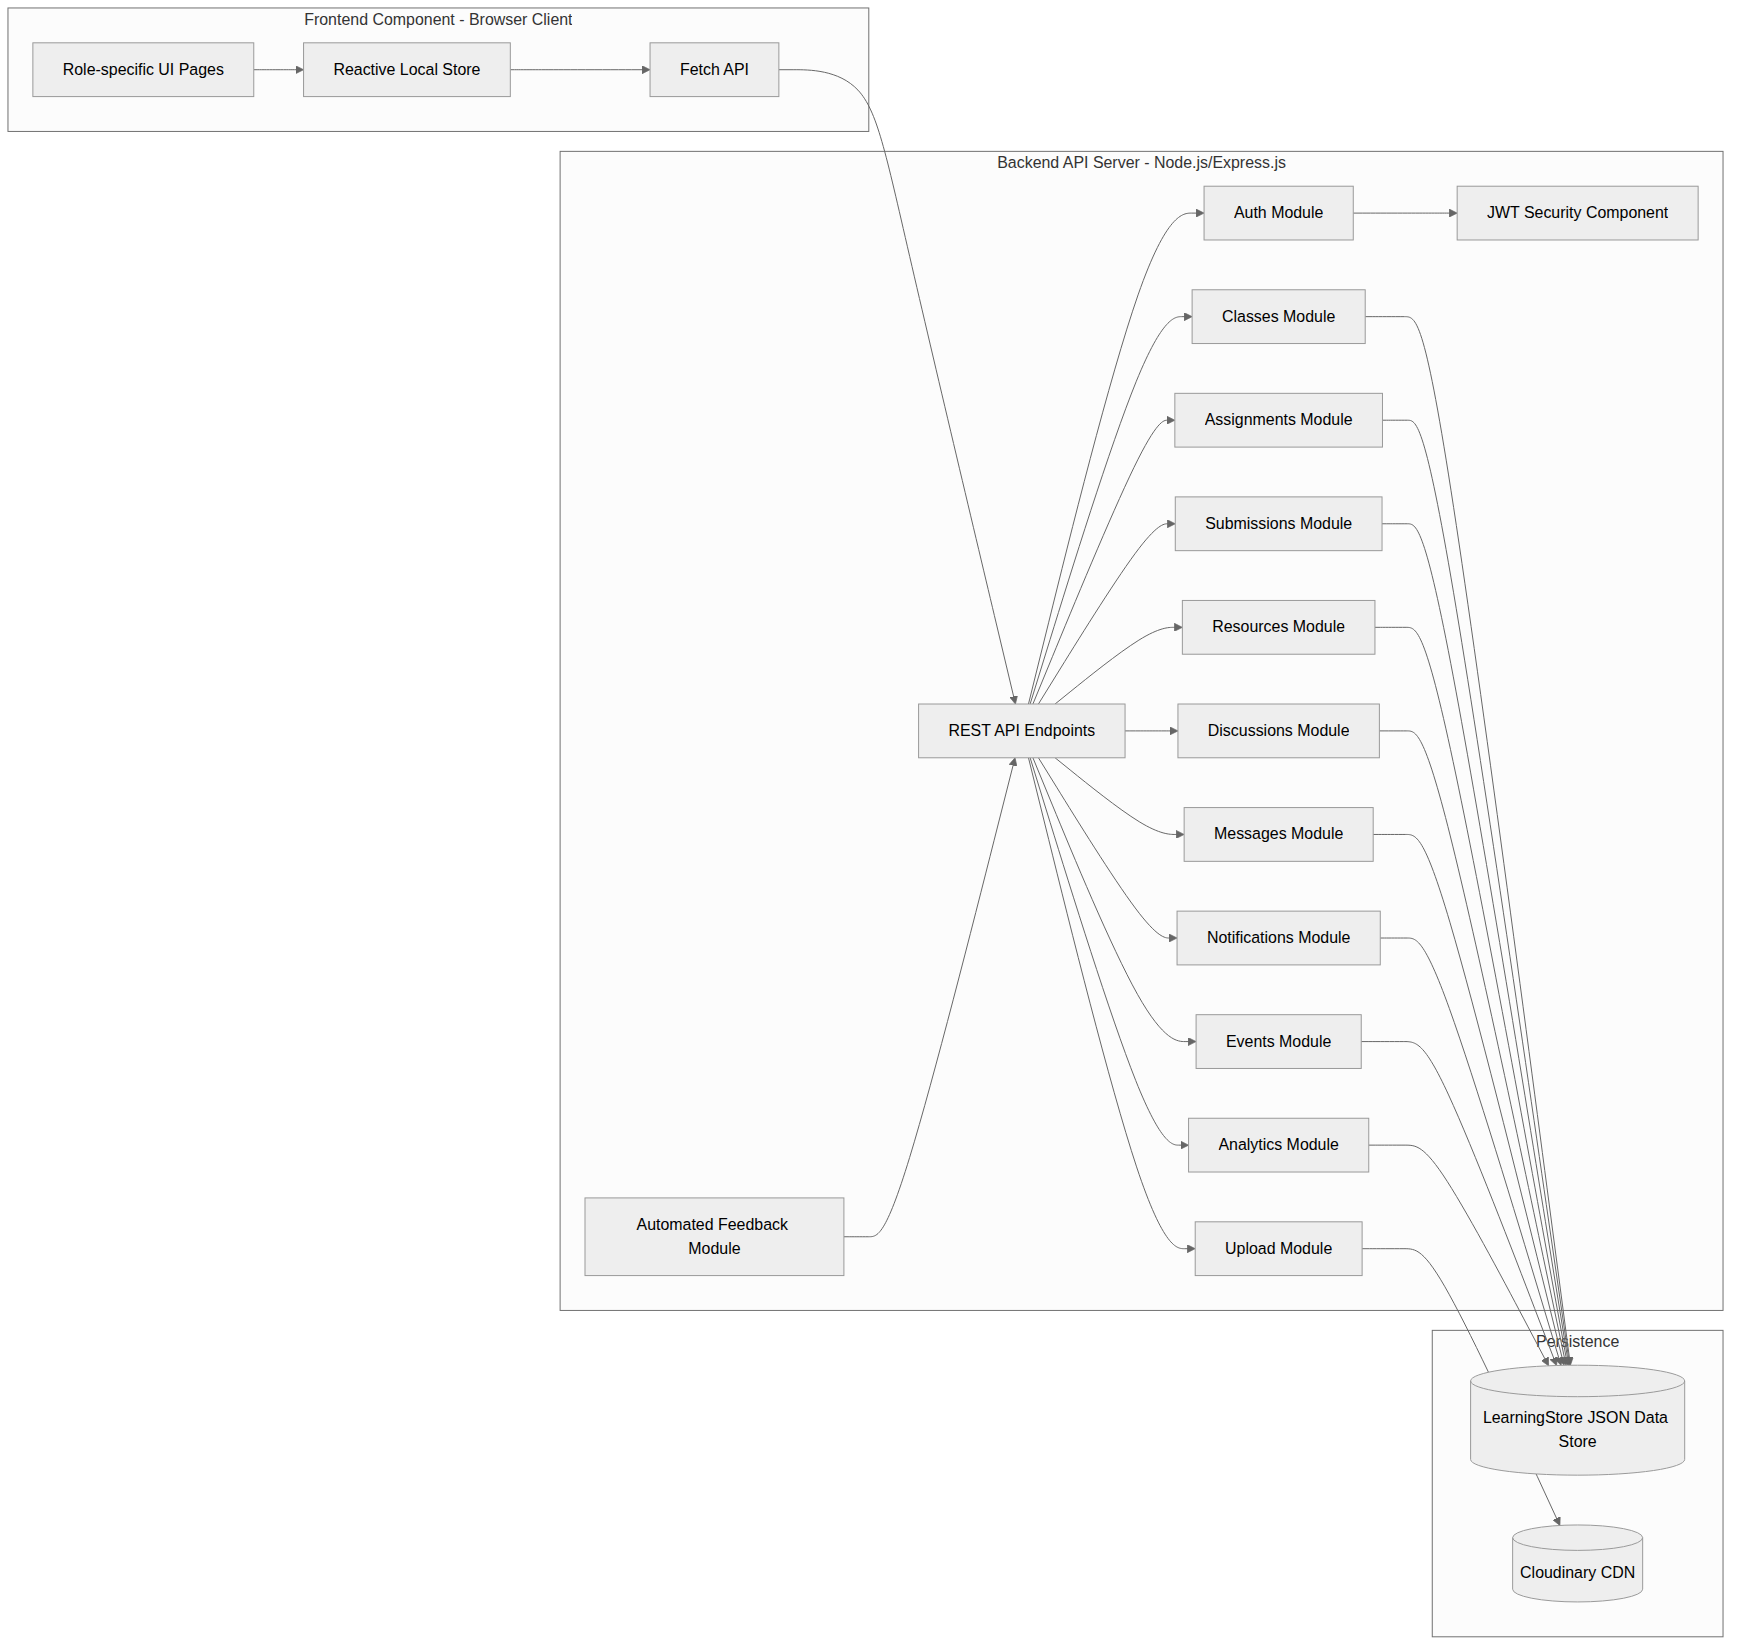 Frontend Component - Browser Client
Role-specific UI Pages
Reactive Local Store
Fetch API
Backend API Server - Node.js/Express.js
Auth Module
JWT Security Component
Classes Module
Assignments Module
Submissions Module
Resources Module
REST API Endpoints
Discussions Module
Messages Module
Notifications Module
Events Module
Analytics Module
Automated Feedback
Module
Upload Module
Persistence
LearningStore JSON Data
Store
Cloudinary CDN